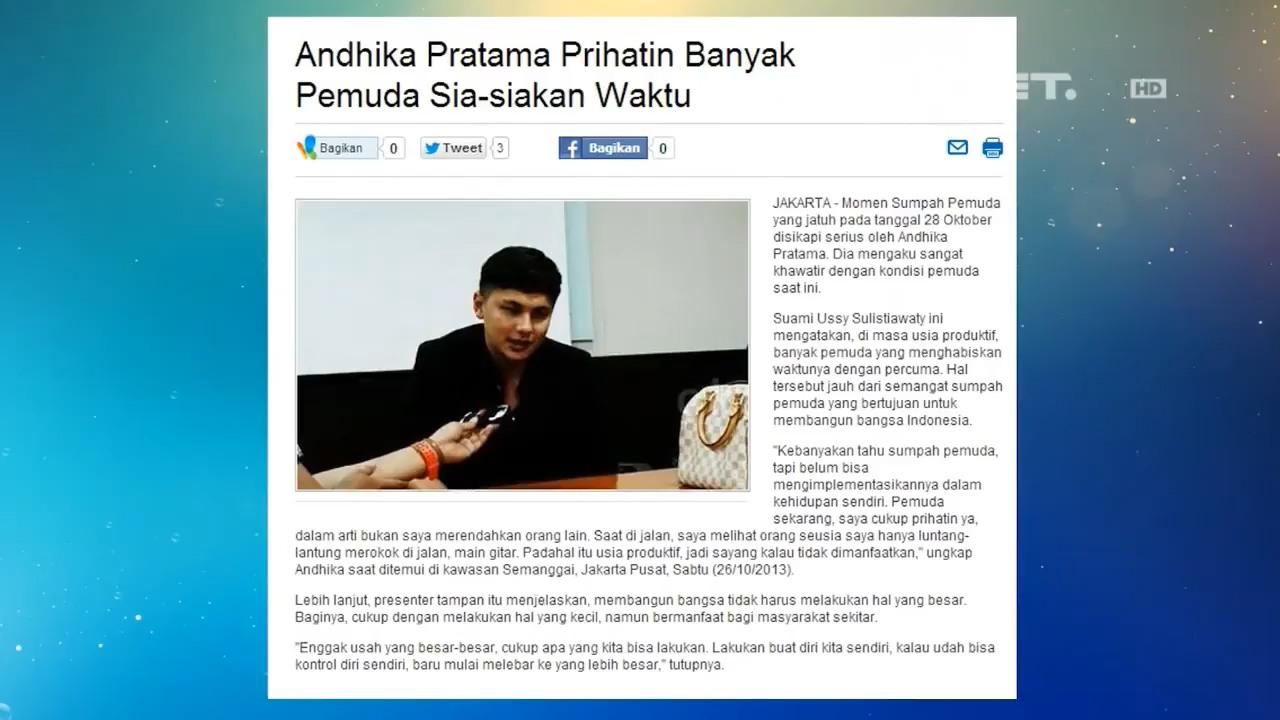 Andhika Pratama Prihatin Banyak
Pemuda Sia-siakan Waktu
ET.
HD
Bagikan 0 Tweet 3 Bagikan 0
JAKARTA - Momen Sumpah Pemuda
yang jatuh pada tanggal 28 Oktober
disikapi serius oleh Andhika
Pratama. Dia mengaku sangat
khawatir dengan kondisi pemuda
saat ini.
Suami Ussy Sulistiawaty ini
mengatakan, di masa usia produktif,
banyak pemuda yang menghabiskan
waktunya dengan percuma. Hal
tersebut jauh dari semangat sumpah
pemuda yang bertujuan untuk
membangun bangsa Indonesia.
"Kebanyakan tahu sumpah pemuda,
tapi belum bisa
mengimplementasikannya dalam
kehidupan sendiri. Pemuda
sekarang, saya cukup prihatin ya,
dalam arti bukan saya merendahkan orang lain. Saat di jalan, saya melihat orang seusia saya hanya luntang-
lantung merokok di jalan, main gitar. Padahal itu usia produktif, jadi sayang kalau tidak dimanfaatkan," ungkap
Andhika saat ditemui di kawasan Semanggai, Jakarta Pusat, Sabtu (26/10/2013).
Lebih lanjut, presenter tampan itu menjelaskan, membangun bangsa tidak harus melakukan hal yang besar.
Baginya, cukup dengan melakukan hal yang kecil, namun bermanfaat bagi masyarakat sekitar.
"Enggak usah yang besar-besar, cukup apa yang kita bisa lakukan. Lakukan buat diri kita sendiri, kalau udah bisa
kontrol diri sendiri, baru mulai melebar ke yang lebih besar," tutupnya.